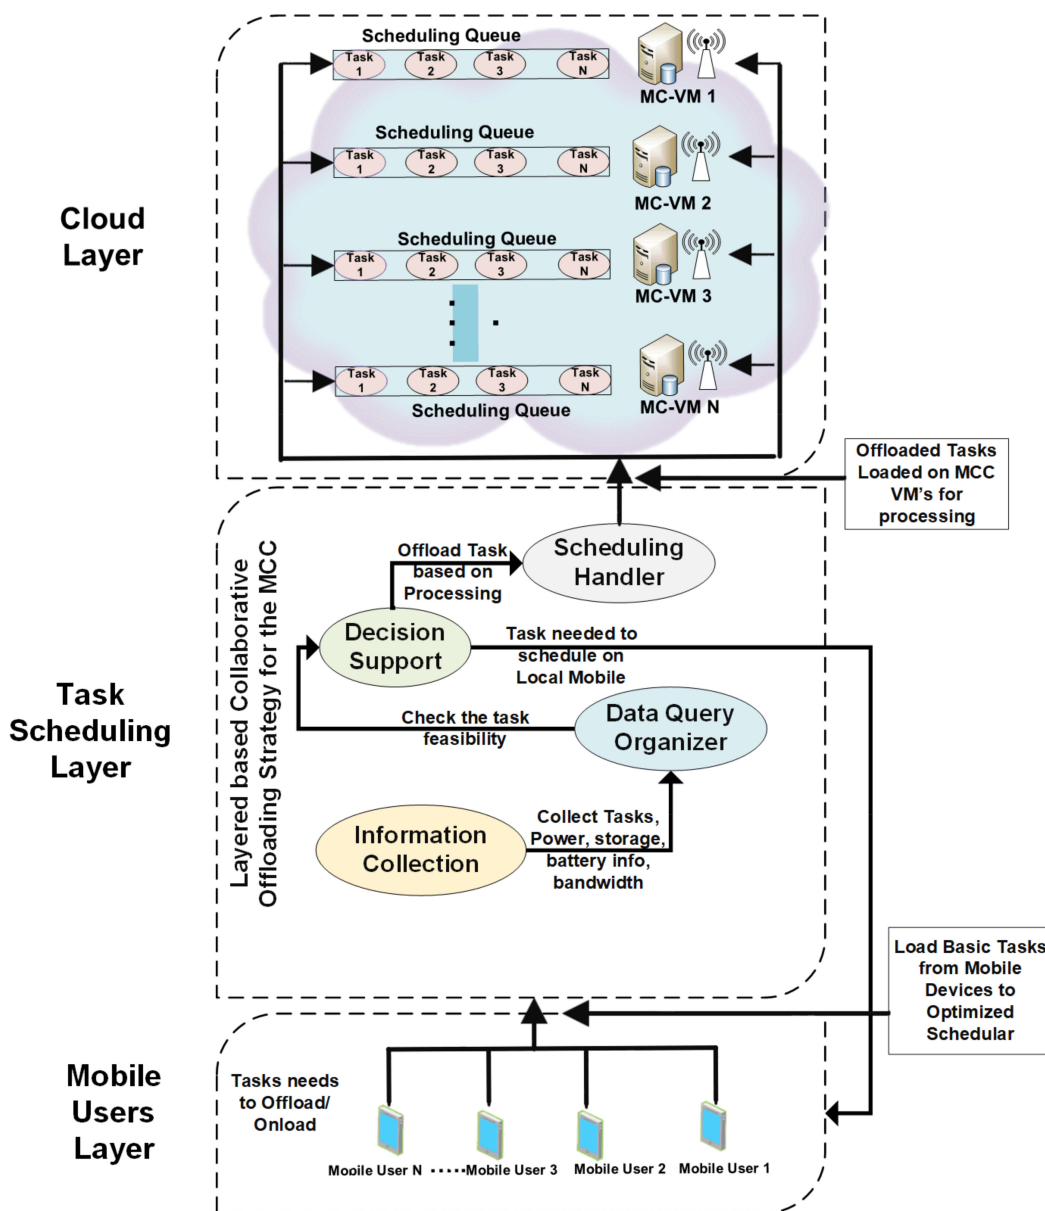 Scheduling Queue
Task 1
Task 2
Task 3
Task N
MC-VM 1
Scheduling Queue
Task 1
Task 2
Task 3
Task N
MC-VM 2
Cloud
Layer
Scheduling Queue
Task 1
Task 2
Task 3
Task N
MC-VM 3
Task 1
Task 2
Task 3
Task N
MC-VM N
Scheduling Queue
Offloaded Tasks
Loaded on MCC
VM's for
processing
Task
Scheduling
Layer
Layered based Collaborative
Offloading Strategy for the MCC
Offload Task
based on
Processing
Scheduling
Handler
Decision
Support
Task needed to
schedule on
Local Mobile
Check the task
feasibility
Data Query
Organizer
Information
Collection
Collect Tasks,
Power, storage,
battery info,
bandwidth
Load Basic Tasks
from Mobile
Devices to
Optimized
Schedular
Mobile
Users
Layer
Tasks needs
to Offload/
Onload
Mobile User N ...... Mobile User 3
Mobile User 2
Mobile User 1